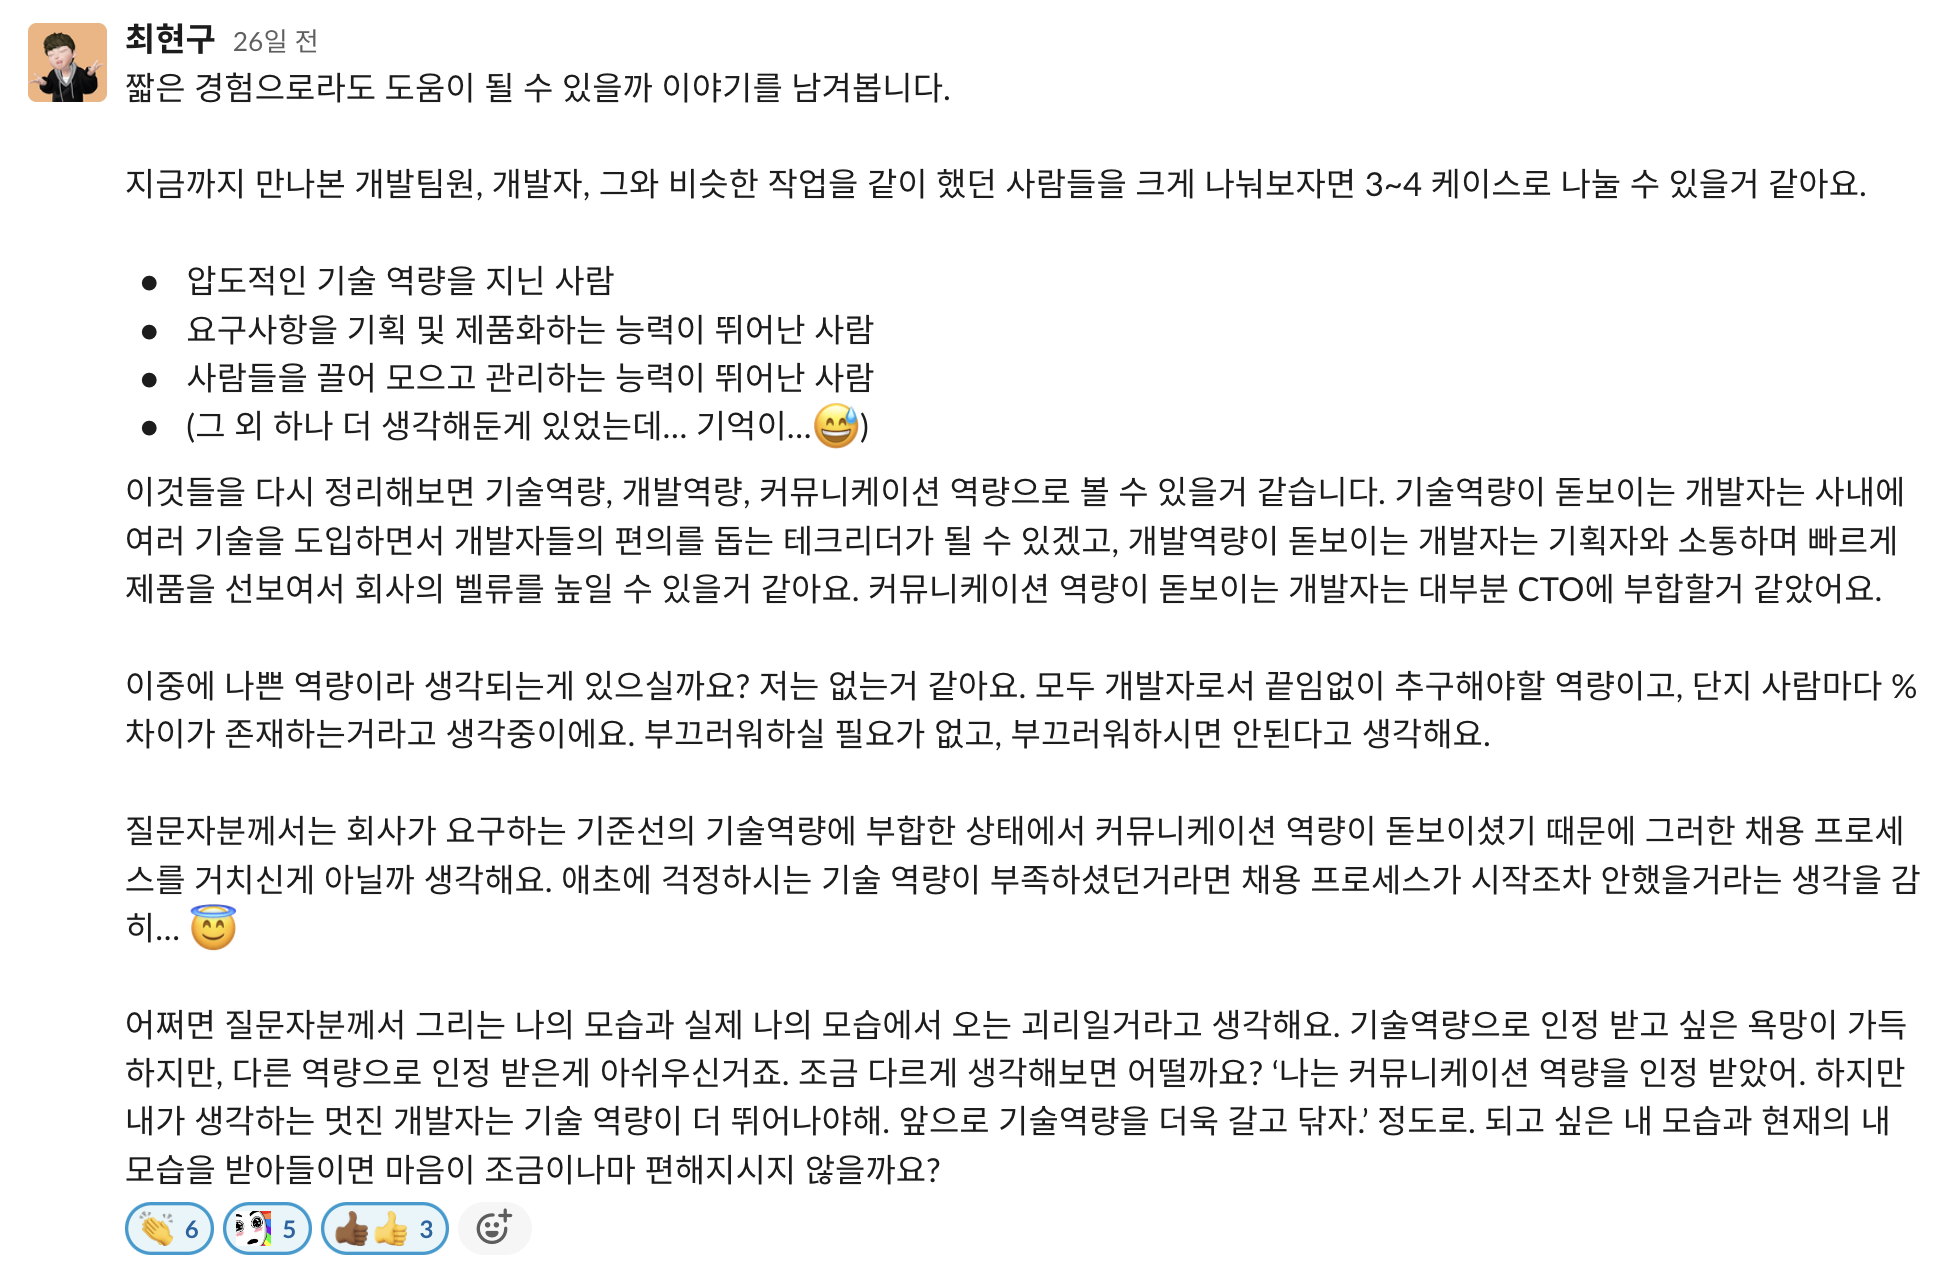 최현구 26일 전
짧은 경험으로라도 도움이 될 수 있을까 이야기를 남겨봅니다.
지금까지 만나본 개발팀원, 개발자, 그와 비슷한 작업을 같이 했던 사람들을 크게 나눠보자면 3~4 케이스로 나눌 수 있을거 같아요.
● 압도적인 기술 역량을 지닌 사람
● 요구사항을 기획 및 제품화하는 능력이 뛰어난 사람
● 사람들을 끌어 모으고 관리하는 능력이 뛰어난 사람
● (그 외 하나 더 생각해둔게 있었는데... 기억이...😅)
이것들을 다시 정리해보면 기술역량, 개발역량, 커뮤니케이션 역량으로 볼 수 있을거 같습니다. 기술역량이 돋보이는 개발자는 사내에
여러 기술을 도입하면서 개발자들의 편의를 돕는 테크리더가 될 수 있겠고, 개발역량이 돋보이는 개발자는 기획자와 소통하며 빠르게
제품을 선보여서 회사의 벨류를 높일 수 있을거 같아요. 커뮤니케이션 역량이 돋보이는 개발자는 대부분 CTO에 부합할거 같았어요.
이중에 나쁜 역량이라 생각되는게 있으실까요? 저는 없는거 같아요. 모두 개발자로서 끝임없이 추구해야할 역량이고, 단지 사람마다 %
차이가 존재하는거라고 생각중이에요. 부끄러워하실 필요가 없고, 부끄러워하시면 안된다고 생각해요.
질문자분께서는 회사가 요구하는 기준선의 기술역량에 부합한 상태에서 커뮤니케이션 역량이 돋보이셨기 때문에 그러한 채용 프로세
스를 거치신게 아닐까 생각해요. 애초에 걱정하시는 기술 역량이 부족하셨던거라면 채용 프로세스가 시작조차 안했을거라는 생각을 감
히... 😇
어쩌면 질문자분께서 그리는 나의 모습과 실제 나의 모습에서 오는 괴리일거라고 생각해요. 기술역량으로 인정 받고 싶은 욕망이 가득
하지만, 다른 역량으로 인정 받은게 아쉬우신거죠. 조금 다르게 생각해보면 어떨까요? ‘나는 커뮤니케이션 역량을 인정 받았어. 하지만
내가 생각하는 멋진 개발자는 기술 역량이 더 뛰어나야해. 앞으로 기술역량을 더욱 갈고 닦자.’ 정도로. 되고 싶은 내 모습과 현재의 내
모습을 받아들이면 마음이 조금이나마 편해지시지 않을까요?
6 5 3